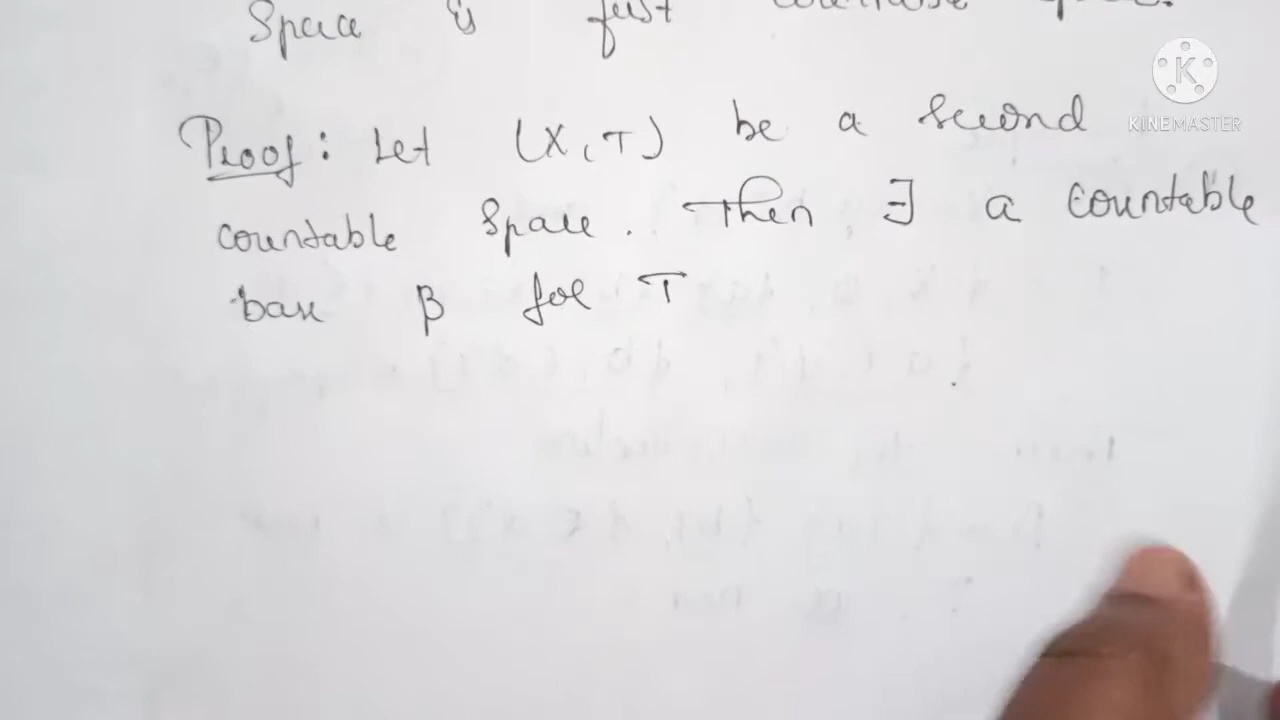 Space is first
Proof: Let (X, T) be a second
countable space. Then ∃ a countable
base β for T
KINEMASTER